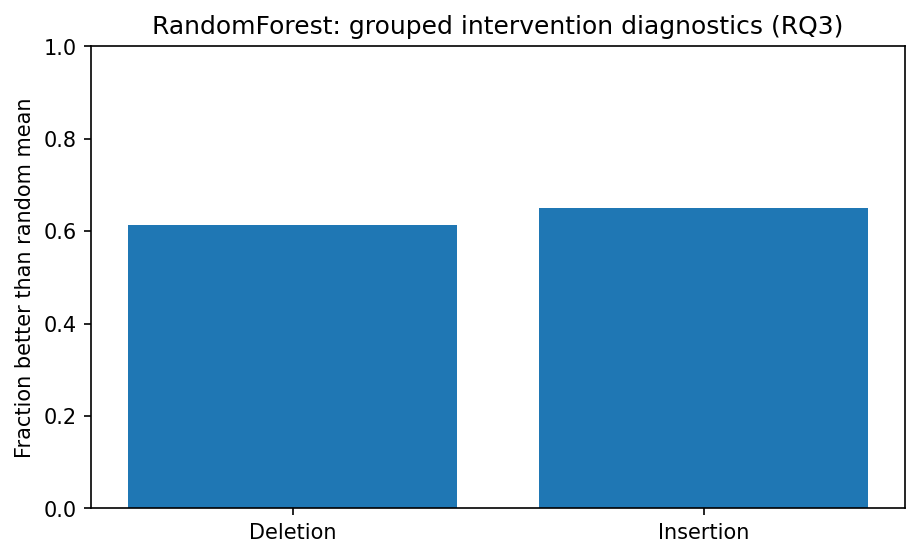 RandomForest: grouped intervention diagnostics (RQ3)
Fraction better than random mean
1.0
0.8
0.6
0.4
0.2
0.0
Deletion
Insertion